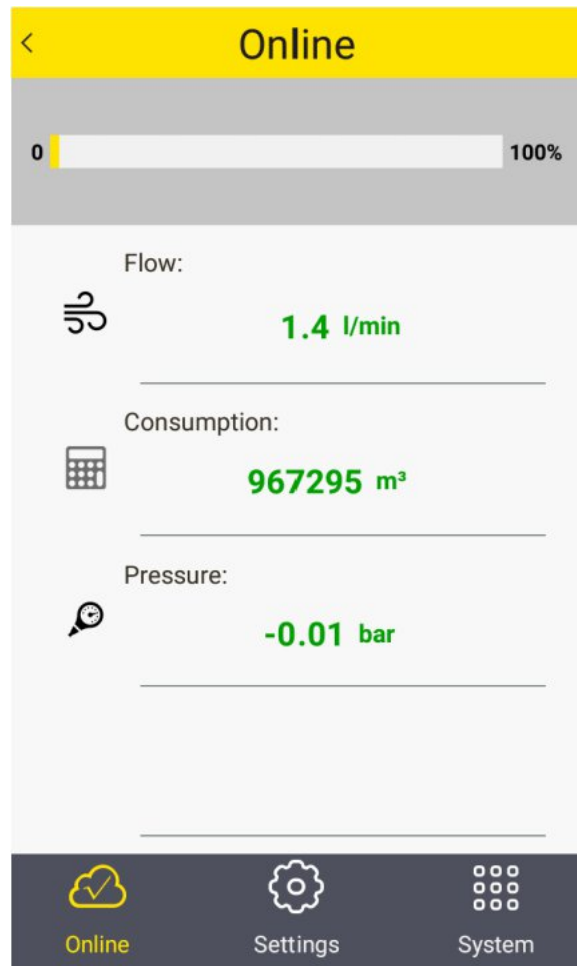 Online
0 100%
Flow:
1.4 l/min
Consumption:
967295 m³
Pressure:
-0.01 bar
Online Settings System